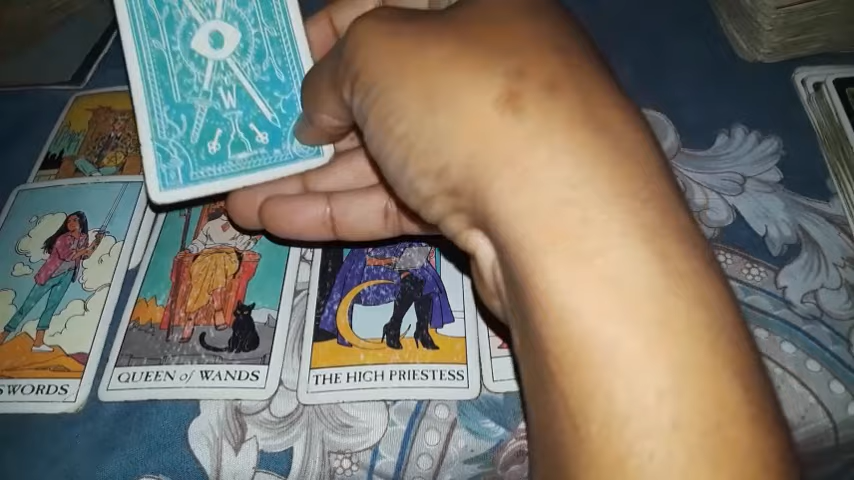 W
SWORDS
QUEEN of WANDS
THE HIGH PRIESTESS